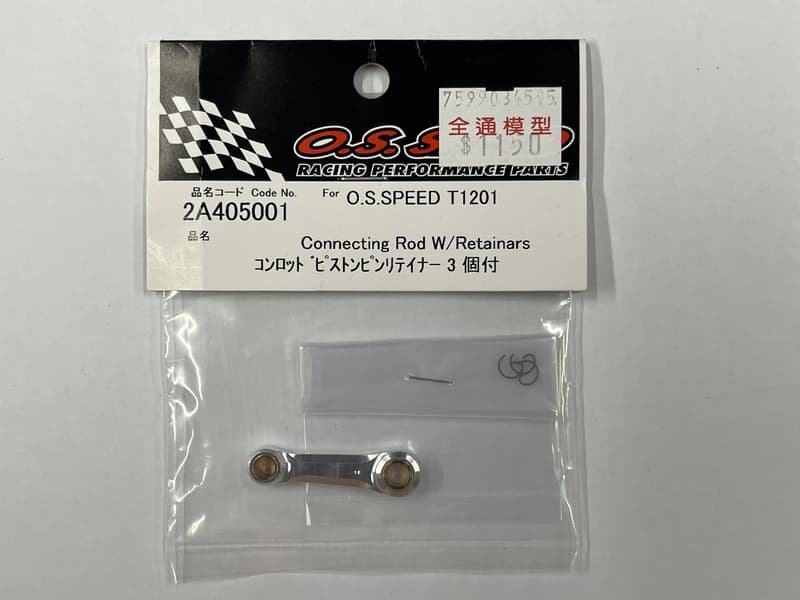 7599034545
全通模型
$1150
O.S. S
RACING PERFORMANCE PARTS
品名コード Code No. For O.S.SPEED T1201
2A405001
品名
Connecting Rod W/Retainars
コンロット゛ピストンピンリテイナー 3 個付